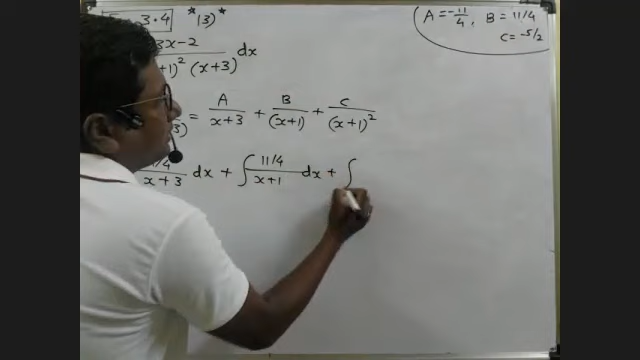 3.4 *(3)*
A = -11/4, B = 11/4
C = -5/2
3x-2
+1)² (x+3) dx
3) = A/x+3 + B/(x+1) + C/(x+1)²
11/4 / x+3 dx + ∫ 11/4 / x+1 dx + ∫